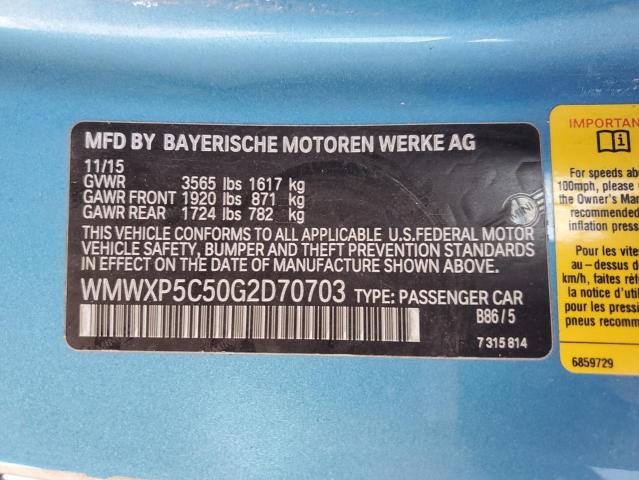 MFD BY BAYERISCHE MOTOREN WERKE AG
11/15
GVWR 3565 lbs 1617 kg
GAWR FRONT 1920 lbs 871 kg
GAWR REAR 1724 lbs 782 kg
THIS VEHICLE CONFORMS TO ALL APPLICABLE U.S.FEDERAL MOTOR
VEHICLE SAFETY, BUMPER AND THEFT PREVENTION STANDARDS
IN EFFECT ON THE DATE OF MANUFACTURE SHOWN ABOVE.
WMWXP5C50G2D70703 TYPE: PASSENGER CAR
B86/5
7 315 814
IMPORTAN
For speeds abo
100mph, please
the Owner's Man
recommended
inflation press
Pour les vites
au-dessus d
km/h, faites réfé
au
pour les pressi
pneus recomm
6859729